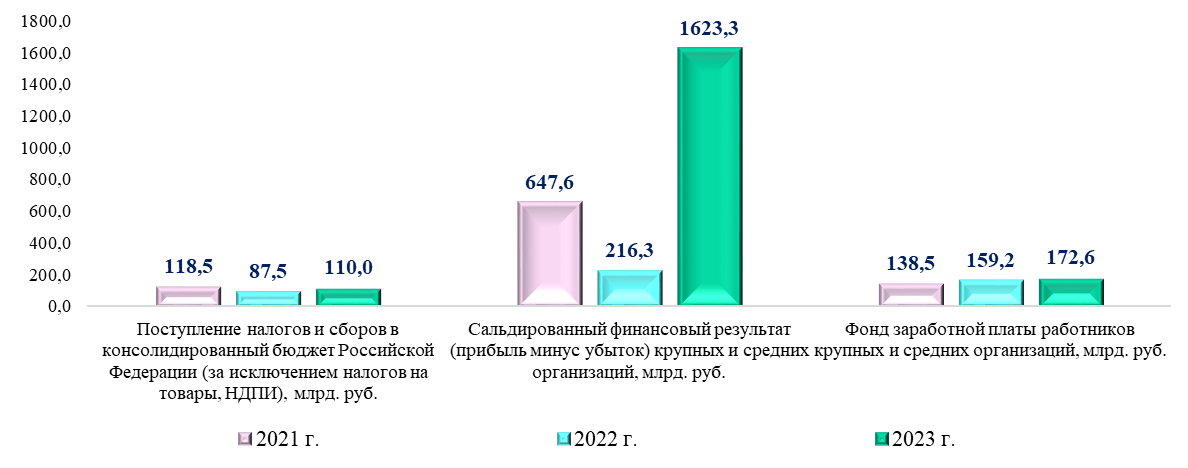 1800,0
1600,0
1400,0
1200,0
1000,0
800,0
600,0
400,0
200,0
0,0
118,5
87,5
110,0
647,6
216,3
1623,3
138,5
159,2
172,6
Поступление налогов и сборов в
консолидированный бюджет Российской
Федерации (за исключением налогов на
товары, НДПИ), млрд. руб.
Сальдированный финансовый результат
(прибыль минус убыток) крупных и средних
организаций, млрд. руб.
Фонд заработной платы работников
крупных и средних организаций, млрд. руб.
2021 г.
2022 г.
2023 г.